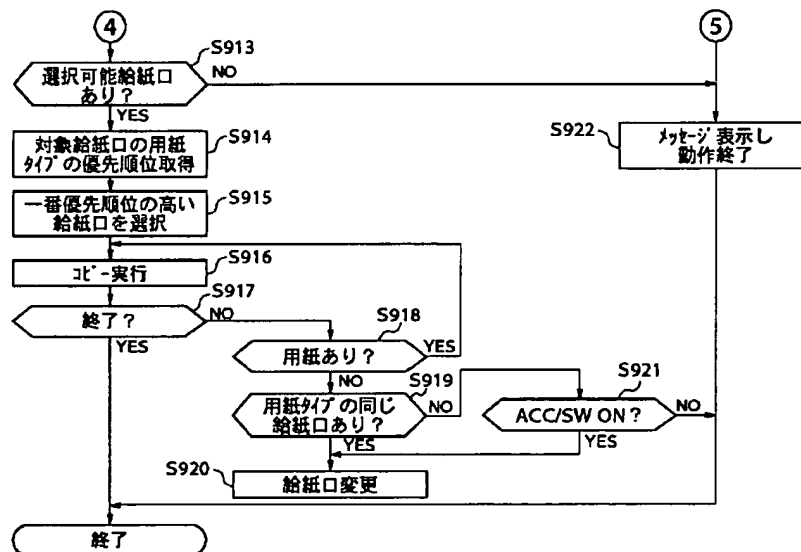 ④
⑤
S913
選択可能給紙口
あり?
NO
YES
S914
対象給紙口の用紙
タイプの優先順位取得
S922
メッセージ表示し
動作終了
S915
一番優先順位の高い
給紙口を選択
S916
コピー実行
S917
終了?
NO
YES
S918
用紙あり?
YES
NO
S919
用紙タイプの同じ
給紙口あり?
NO
YES
S921
ACC/SW ON?
NO
YES
S920
給紙口変更
終了